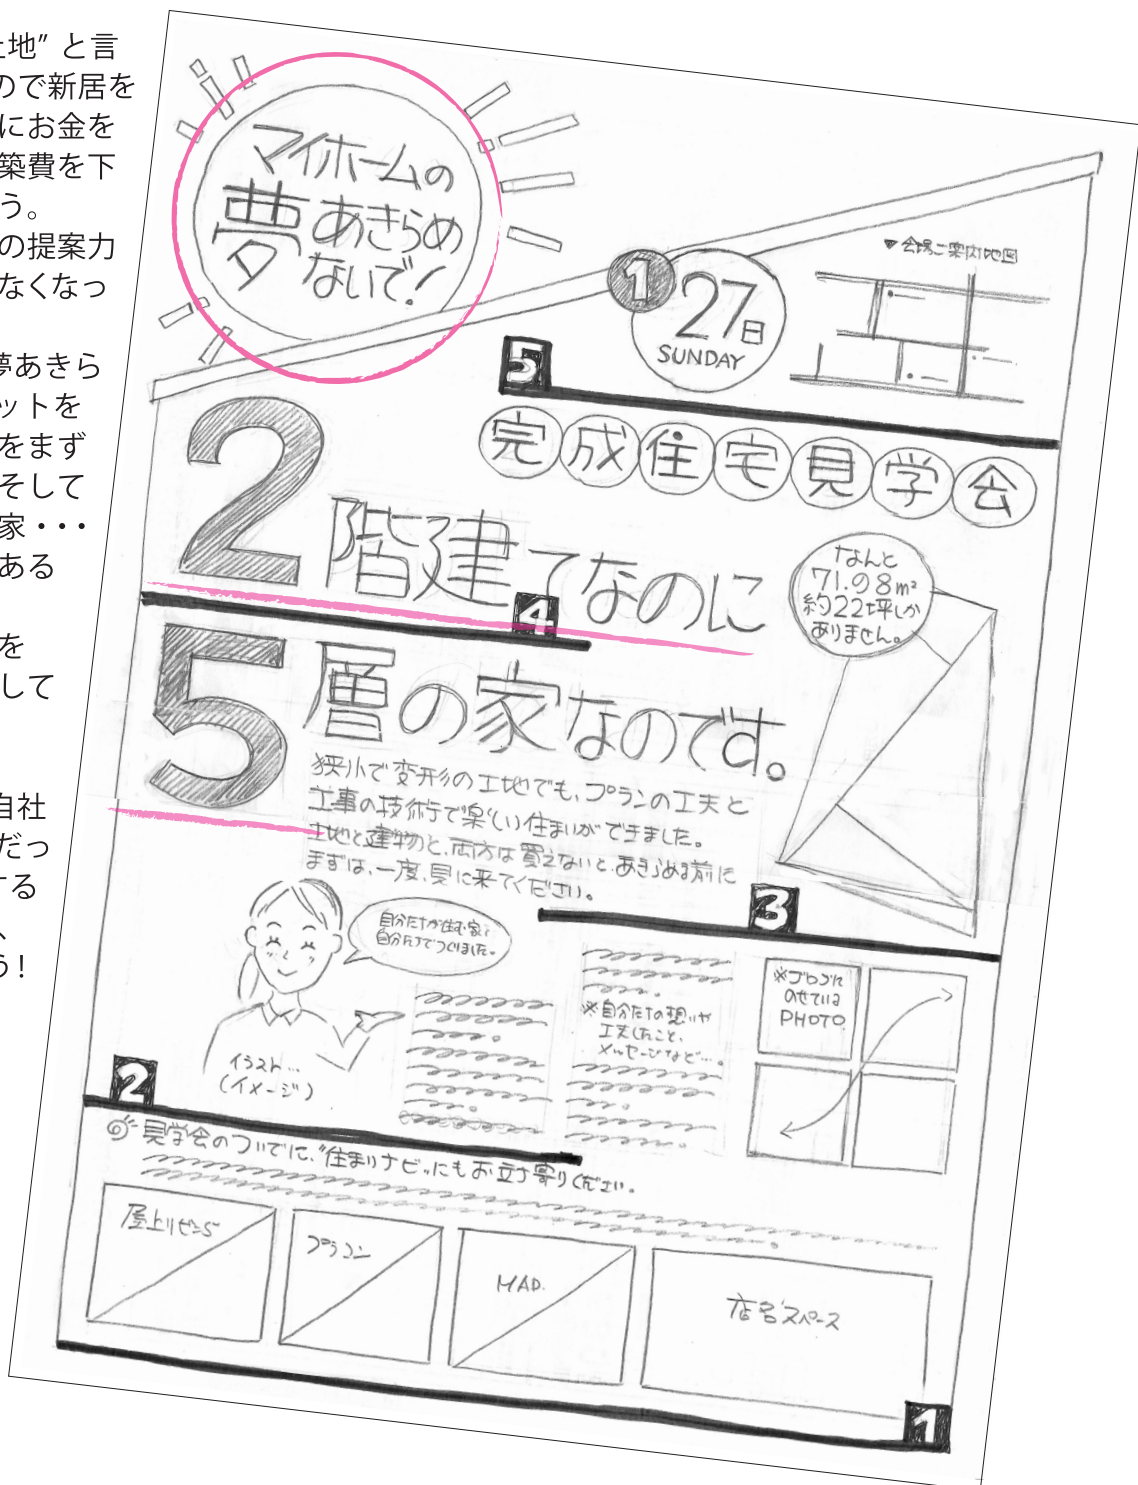 土地” と言
ので新居を
にお金を
築費を下
う。
の提案力
なくなっ
夢あきら
ットを
をまず
そして
家・・・
ある
を
して
自社
だっ
する
、
う！
マイホームの
夢あきらめ
ないで！
1
27日
SUNDAY
▼会場ご案内地図
5
完成住宅見学会
2階建てなのに
4
なんと
71.08㎡
約22坪しか
ありません。
5層の家なのです。
狭小で変形の土地でも、プランの工夫と
工事の技術で楽しい住まいができました。
土地と建物と、両方は買えないと、あきらめる前に
まずは、一度、見に来てください。
3
自分たちが住む家を
自分たちでつくりました。
※自分たちの想いや
工夫したこと、
メッセージなど…。
※ブログに
のせている
PHOTO
イラスト…
(イメージ)
2
見学会のついでに、“住まいナビ”にもお立ち寄りください。
屋上リビング
プラン
MAP.
店名スペース
1